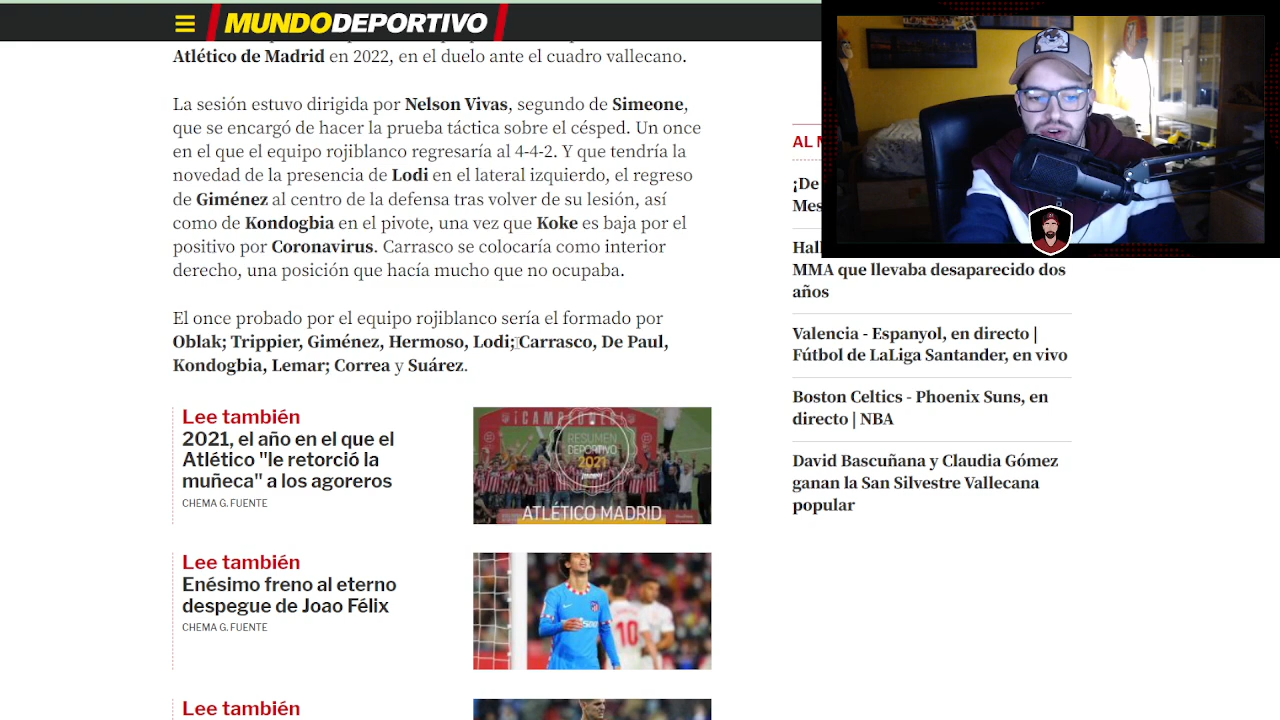 MUNDODEPORTIVO
Atlético de Madrid en 2022, en el duelo ante el cuadro vallecano.
La sesión estuvo dirigida por Nelson Vivas, segundo de Simeone,
que se encargó de hacer la prueba táctica sobre el césped. Un once
en el que el equipo rojiblanco regresaría al 4-4-2. Y que tendría la
novedad de la presencia de Lodi en el lateral izquierdo, el regreso
de Giménez al centro de la defensa tras volver de su lesión, así
como de Kondogbia en el pivote, una vez que Koke es baja por el
positivo por Coronavirus. Carrasco se colocaría como interior
derecho, una posición que hacía mucho que no ocupaba.
El once probado por el equipo rojiblanco sería el formado por
Oblak; Trippier, Giménez, Hermoso, Lodi; Carrasco, De Paul,
Kondogbia, Lemar; Correa y Suárez.
Lee también
2021, el año en el que el
Atlético "le retorció la
muñeca" a los agoreros
CHEMA G. FUENTE
¡CAMPEONES!
RESUMEN
DEPORTIVO
2021
ATLÉTICO MADRID
Lee también
Enésimo freno al eterno
despegue de Joao Félix
CHEMA G. FUENTE
10
Lee también
AL
¡De
Mes
Hall
MMA que llevaba desaparecido dos
años
Valencia - Espanyol, en directo |
Fútbol de LaLiga Santander, en vivo
Boston Celtics - Phoenix Suns, en
directo | NBA
David Bascuñana y Claudia Gómez
ganan la San Silvestre Vallecana
popular